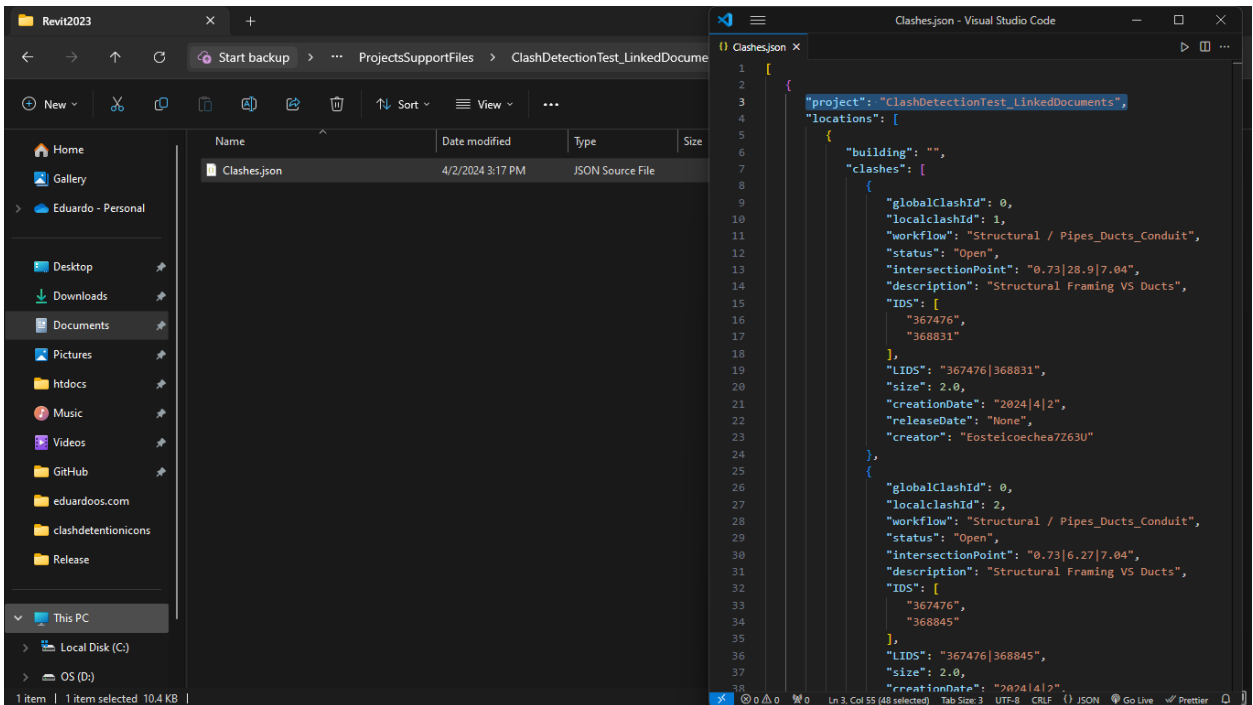 Revit2023
Start backup > ... ProjectsSupportFiles > ClashDetectionTest_LinkedDocume
New
Sort
View
Name Date modified Type Size
Clashes.json 4/2/2024 3:17 PM JSON Source File
Home
Gallery
Eduardo - Personal
Desktop
Downloads
Documents
Pictures
htdocs
Music
Videos
GitHub
eduardoos.com
clashdetentionicons
Release
This PC
Local Disk (C:)
OS (D:)
1 item | 1 item selected 10.4 KB |
Clashes.json - Visual Studio Code
{} Clashes.json
1 [
2 {
3 "project": "ClashDetectionTest_LinkedDocuments",
4 "locations": [
5 {
6 "building": "",
7 "clashes": [
8 {
9 "globalClashId": 0,
10 "localclashId": 1,
11 "workflow": "Structural / Pipes_Ducts_Conduit",
12 "status": "Open",
13 "intersectionPoint": "0.73|28.9|7.04",
14 "description": "Structural Framing VS Ducts",
15 "IDS": [
16 "367476",
17 "368831"
18 ],
19 "LIDS": "367476|368831",
20 "size": 2.0,
21 "creationDate": "2024|4|2",
22 "releaseDate": "None",
23 "creator": "Eosteicoechea7Z63U"
24 },
25 {
26 "globalClashId": 0,
27 "localclashId": 2,
28 "workflow": "Structural / Pipes_Ducts_Conduit",
29 "status": "Open",
30 "intersectionPoint": "0.73|6.27|7.04",
31 "description": "Structural Framing VS Ducts",
32 "IDS": [
33 "367476",
34 "368845"
35 ],
36 "LIDS": "367476|368845",
37 "size": 2.0,
38 "creationDate": "2024|4|2",
0 0 0 Ln 3, Col 55 (48 selected) Tab Size: 3 UTF-8 CRLF {} JSON Go Live Prettier